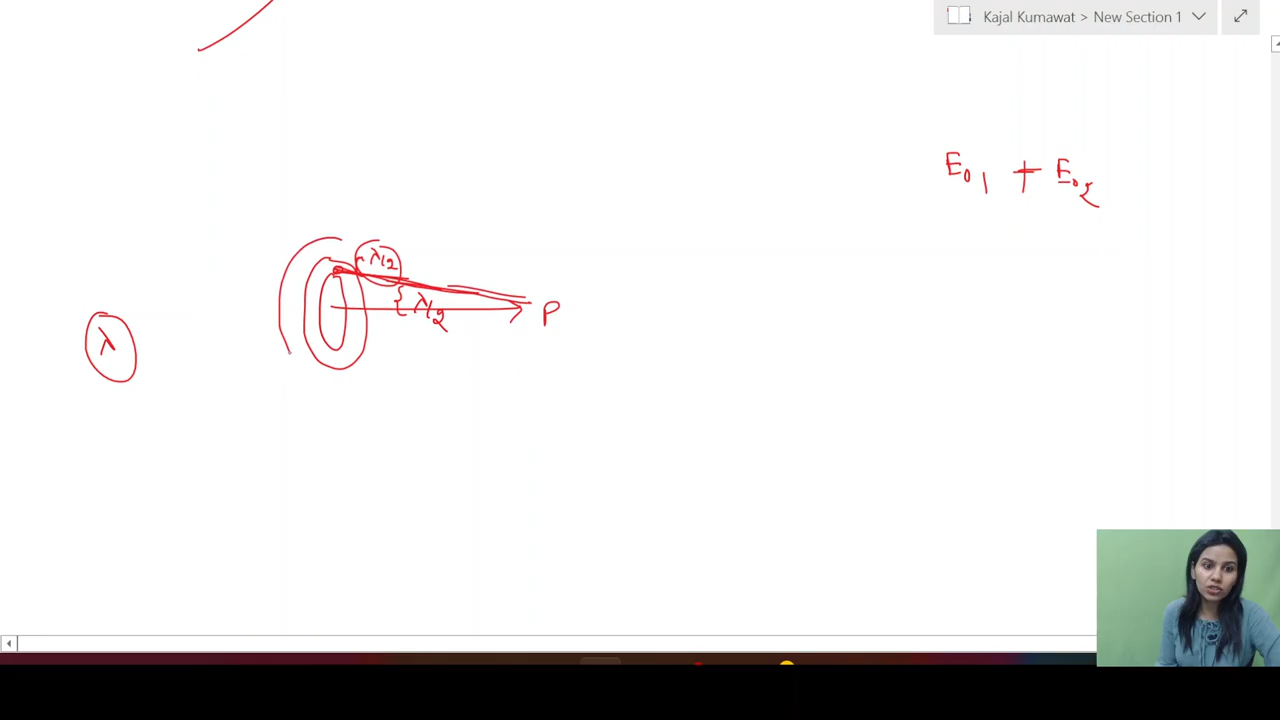 Kajal Kumawat > New Section 1
E₀₁ + E₀₂
λ/2
λ/2
P
λ